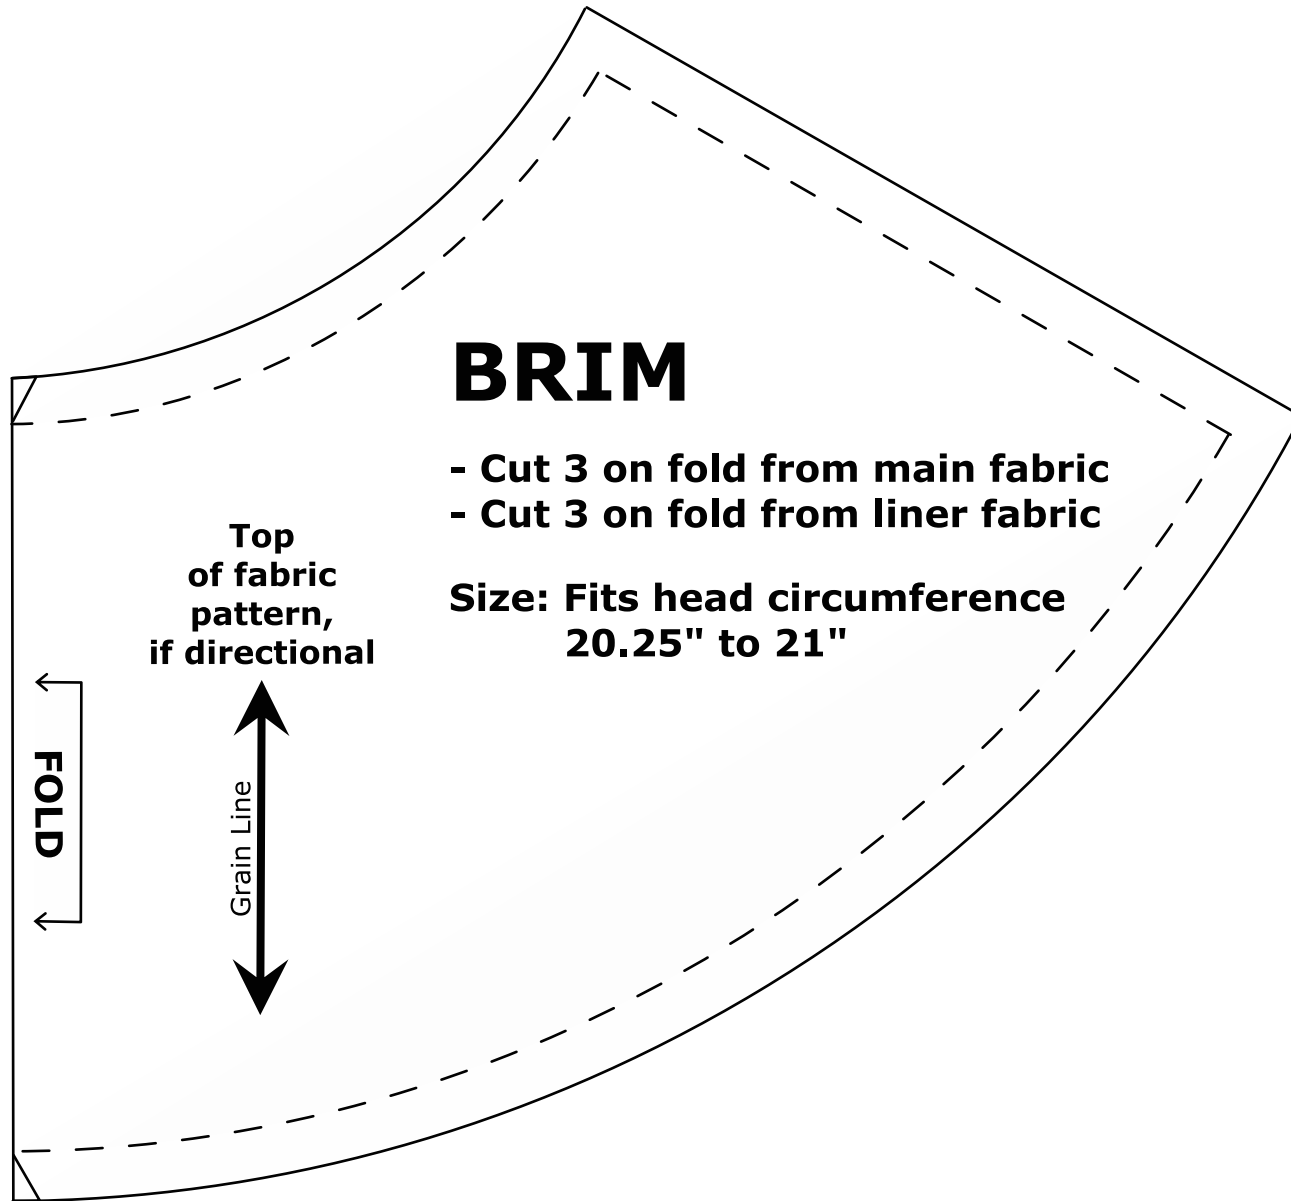 BRIM
- Cut 3 on fold from main fabric
- Cut 3 on fold from liner fabric
Size: Fits head circumference
20.25" to 21"
Top
of fabric
pattern,
if directional
Grain Line
FOLD